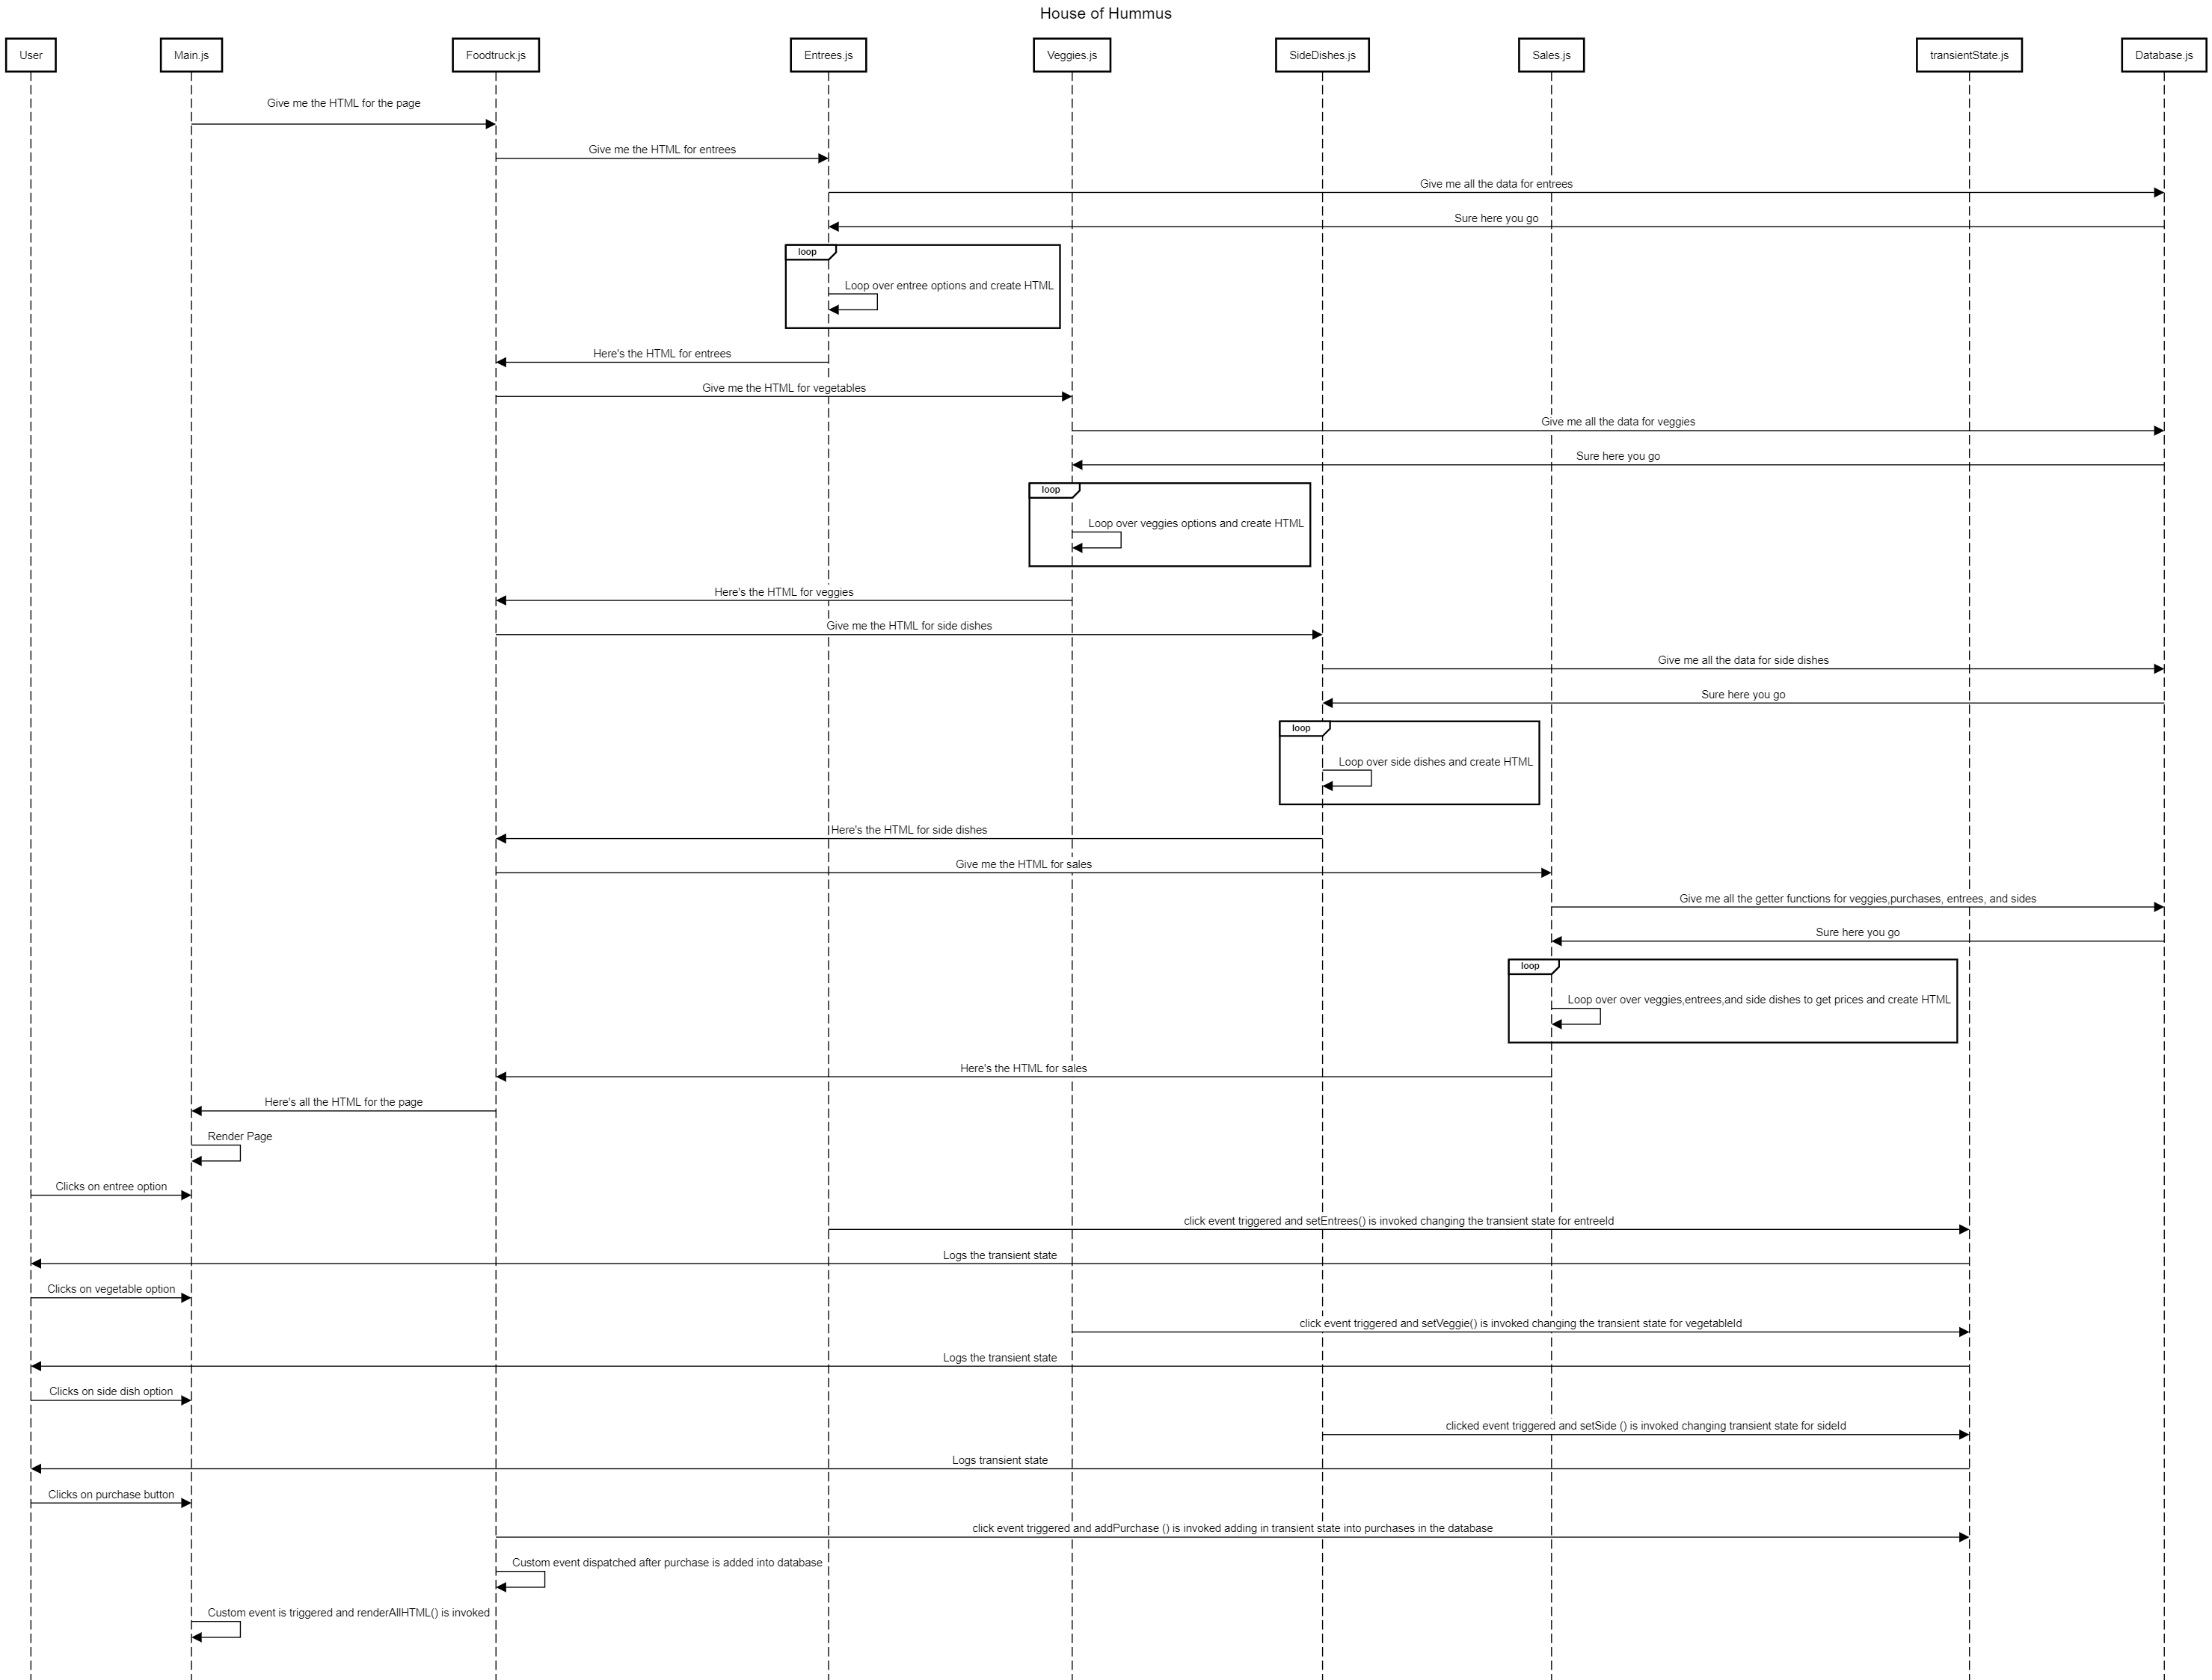 House of Hummus
User
Main.js
Foodtruck.js
Entrees.js
Veggies.js
SideDishes.js
Sales.js
transientState.js
Database.js
Give me the HTML for the page
Give me the HTML for entrees
Give me all the data for entrees
Sure here you go
loop
Loop over entree options and create HTML
Here's the HTML for entrees
Give me the HTML for vegetables
Give me all the data for veggies
Sure here you go
loop
Loop over veggies options and create HTML
Here's the HTML for veggies
Give me the HTML for side dishes
Give me all the data for side dishes
Sure here you go
loop
Loop over side dishes and create HTML
Here's the HTML for side dishes
Give me the HTML for sales
Give me all the getter functions for veggies,purchases, entrees, and sides
Sure here you go
loop
Loop over over veggies,entrees,and side dishes to get prices and create HTML
Here's the HTML for sales
Here's all the HTML for the page
Render Page
Clicks on entree option
click event triggered and setEntrees() is invoked changing the transient state for entreeId
Logs the transient state
Clicks on vegetable option
click event triggered and setVeggie() is invoked changing the transient state for vegetableId
Logs the transient state
Clicks on side dish option
clicked event triggered and setSide () is invoked changing transient state for sideId
Logs transient state
Clicks on purchase button
click event triggered and addPurchase () is invoked adding in transient state into purchases in the database
Custom event dispatched after purchase is added into database
Custom event is triggered and renderAllHTML() is invoked